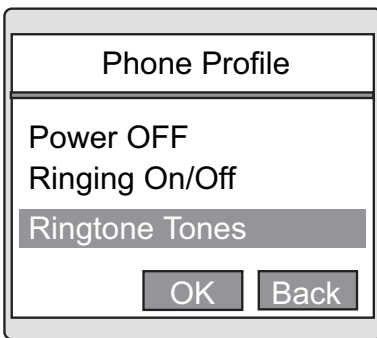 Phone Profile
Power OFF
Ringing On/Off
Ringtone Tones
OK Back